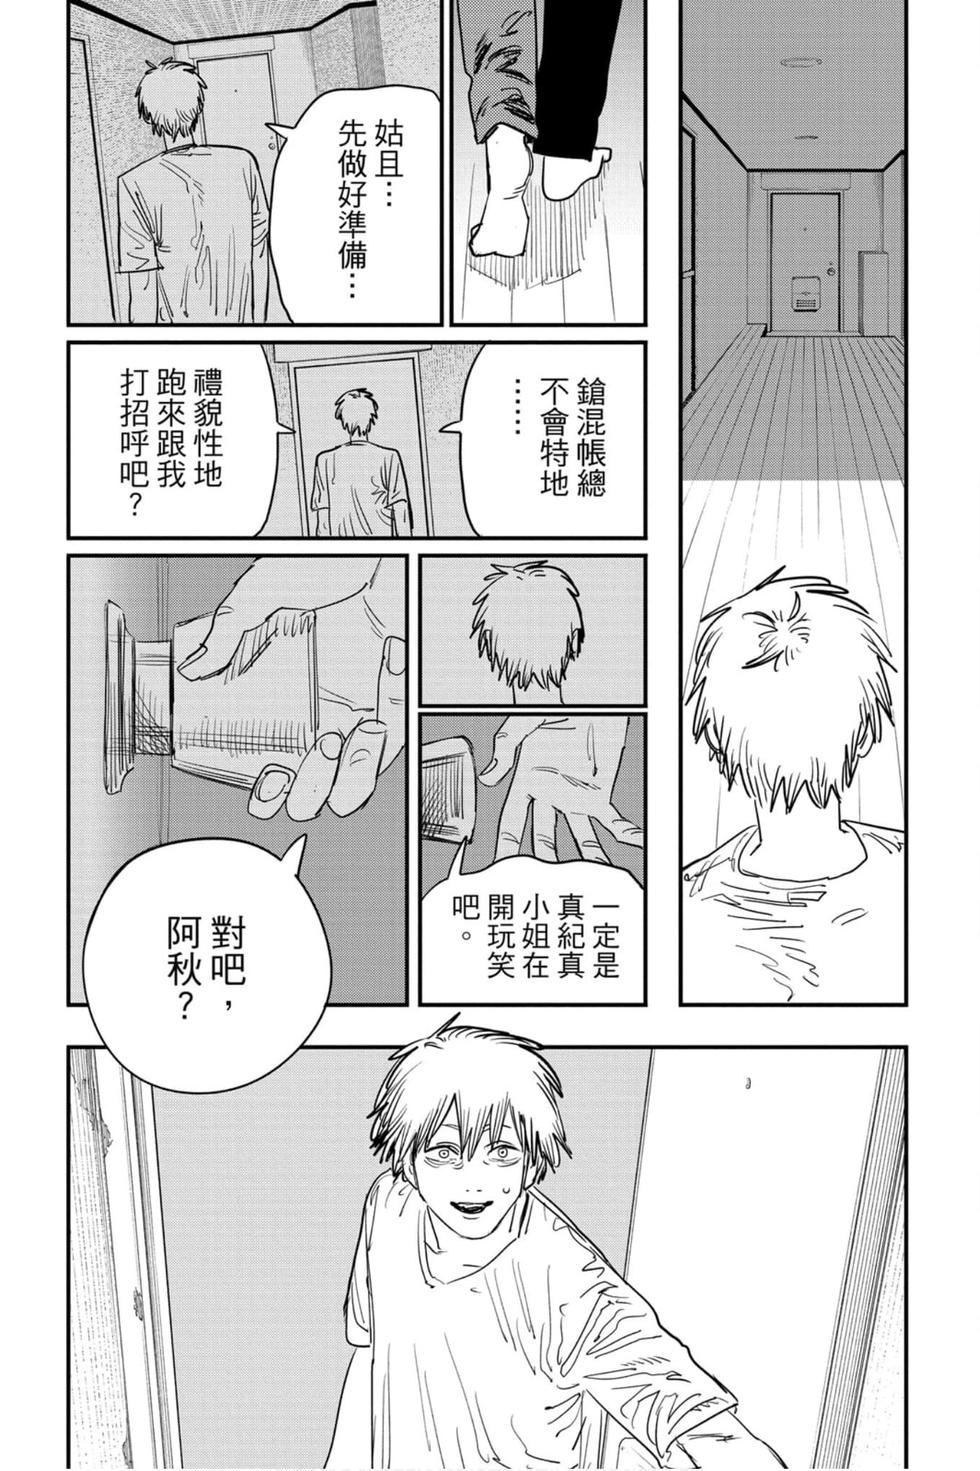 姑且⋯
先做好準備⋯
鎗混帳總
不會特地
⋯⋯
禮貌性地
跑來跟我
打招呼吧？
一定是
真紀真
小姐在
開玩笑
吧。
對吧，
阿秋？